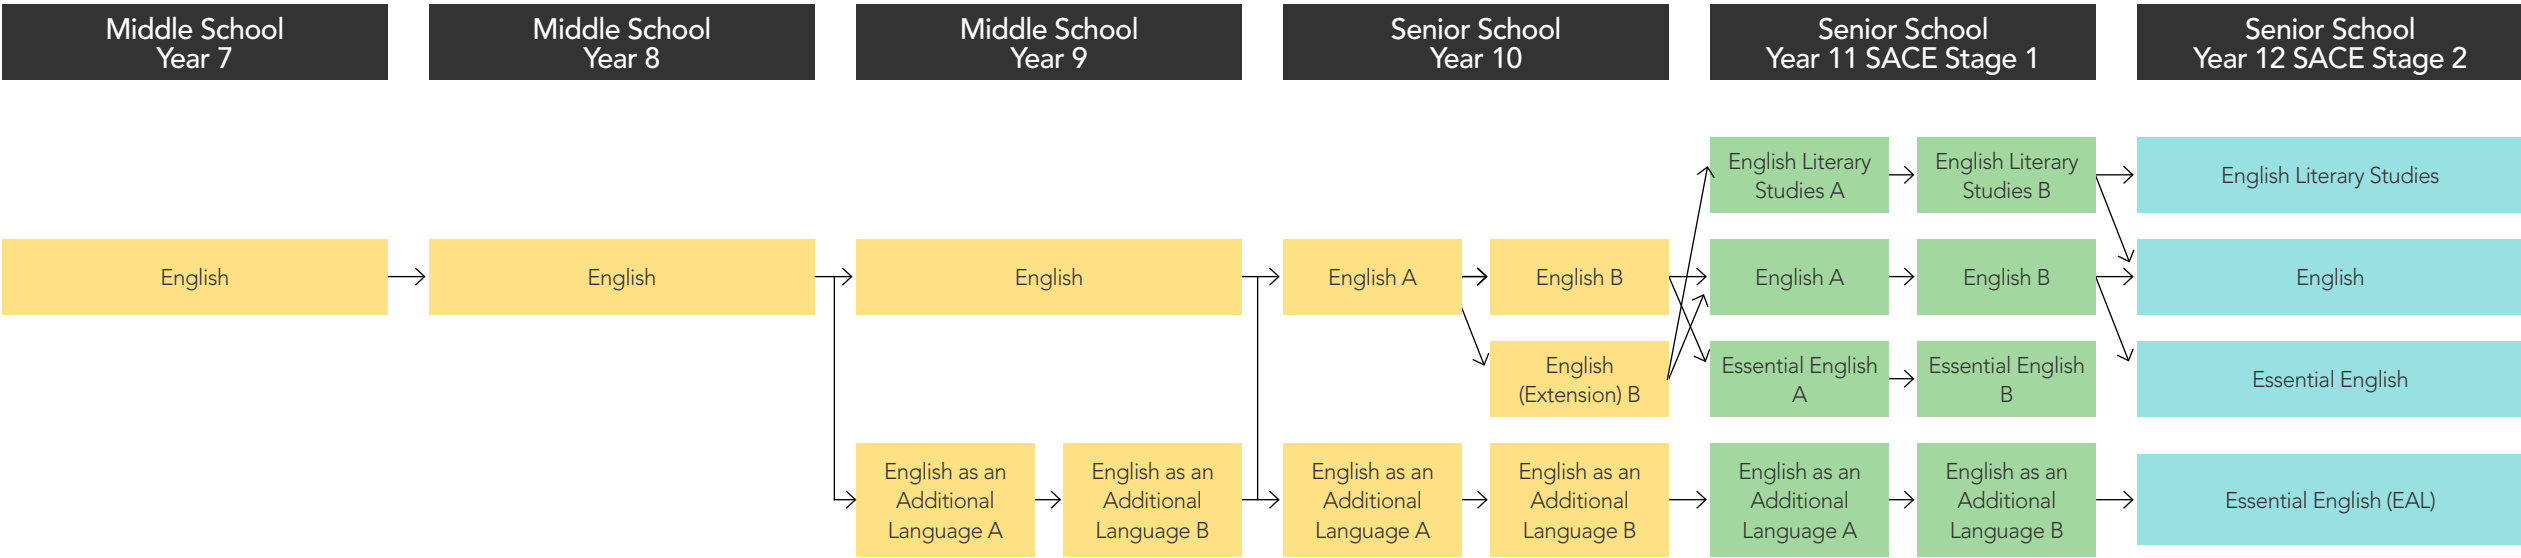 Middle School
Year 7
Middle School
Year 8
Middle School
Year 9
Senior School
Year 10
Senior School
Year 11 SACE Stage 1
Senior School
Year 12 SACE Stage 2
English Literary
Studies A
English Literary
Studies B
English Literary Studies
English
English
English
English A
English B
English A
English B
English
English
(Extension) B
Essential English
A
Essential English
B
Essential English
English as an
Additional
Language A
English as an
Additional
Language B
English as an
Additional
Language A
English as an
Additional
Language B
English as an
Additional
Language A
English as an
Additional
Language B
Essential English (EAL)